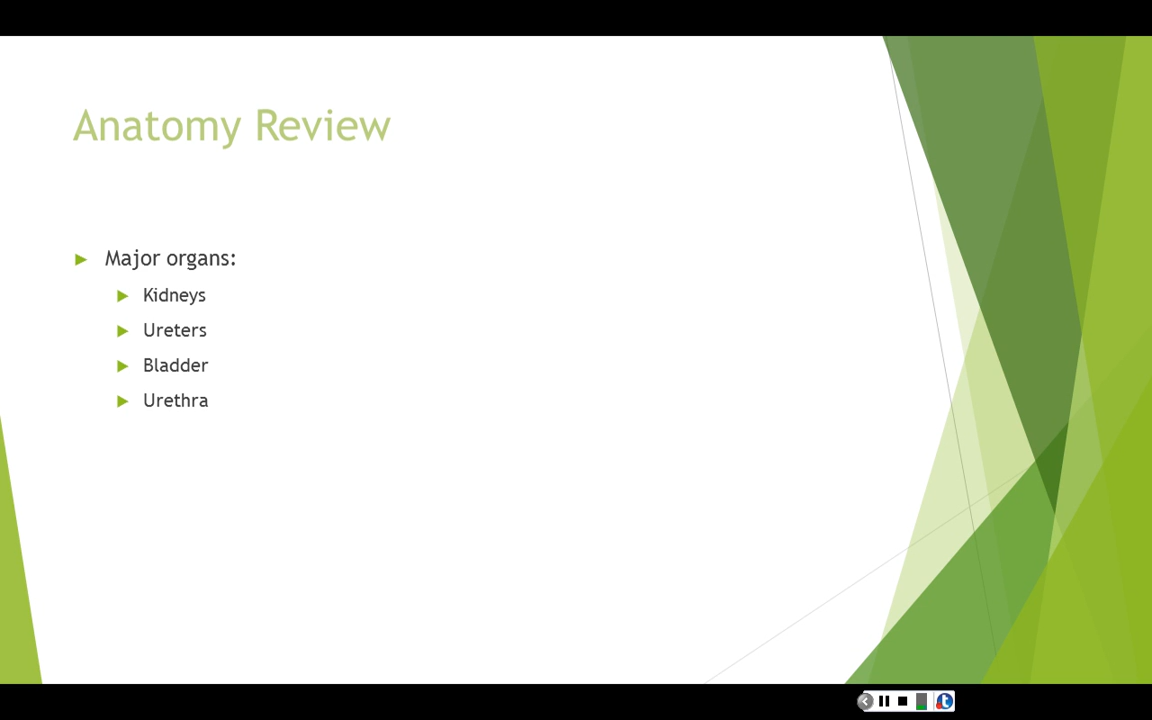 Anatomy Review
Major organs:
Kidneys
Ureters
Bladder
Urethra